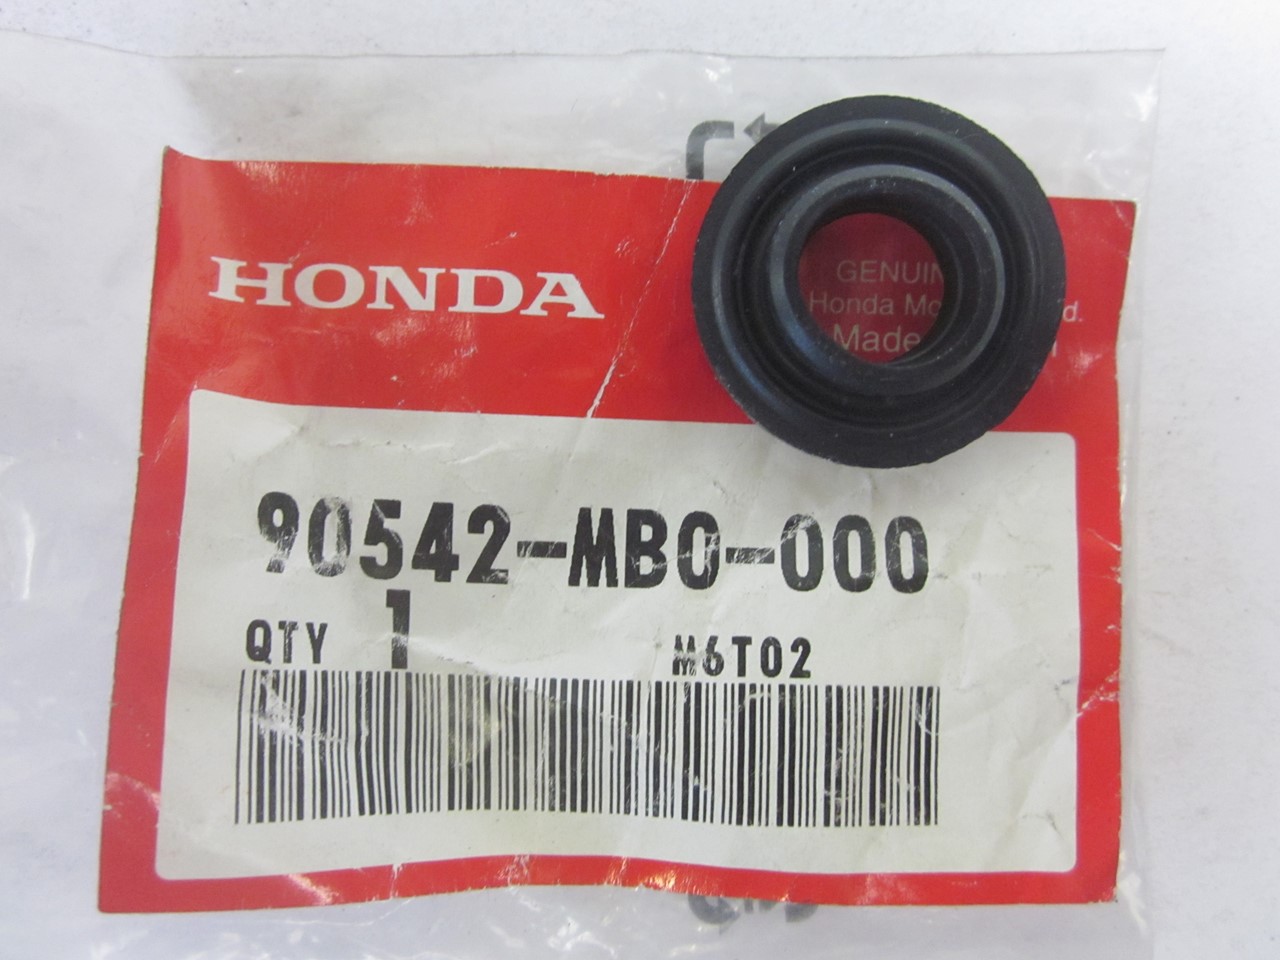 HONDA
GENUIN
Honda Mo d.
Made
90542-MB0-000
QTY 1 M6T02